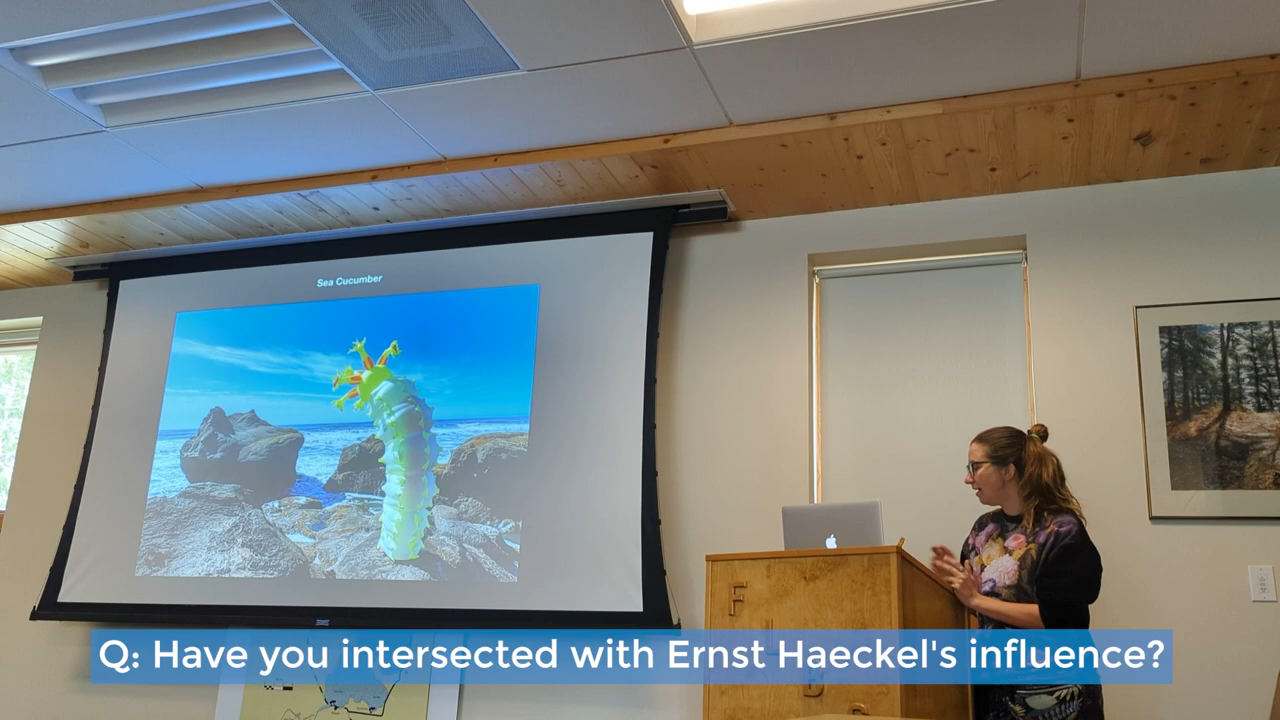 Sea Cucumber
F
Q: Have you intersected with Ernst Haeckel's influence?